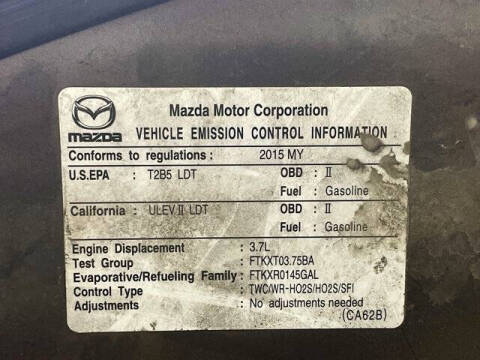 Mazda Motor Corporation
mazda VEHICLE EMISSION CONTROL INFORMATION
Conforms to regulations : 2015 MY
U.S.EPA : T2B5 LDT OBD : II
Fuel : Gasoline
California : ULEV II LDT OBD : II
Fuel : Gasoline
Engine Displacement : 3.7L
Test Group : FTKXT03.75BA
Evaporative/Refueling Family : FTKXR0145GAL
Control Type : TWC/WR-HO2S/HO2S/SFI
Adjustments : No adjustments needed
(CA62B)